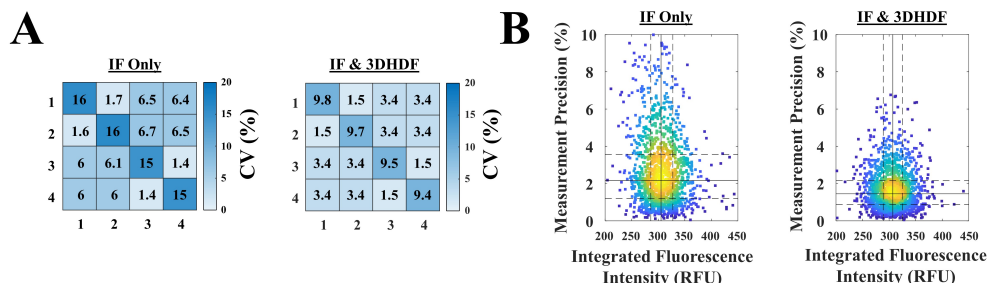 A
IF Only
IF & 3DHDF
1 16 1.7 6.5 6.4
2 1.6 16 6.7 6.5
3 6 6.1 15 1.4
4 6 6 1.4 15
1 2 3 4
20
15
10
5
0
CV (%)
9.8 1.5 3.4 3.4
1.5 9.7 3.4 3.4
3.4 3.4 9.5 1.5
3.4 3.4 1.5 9.4
1 2 3 4
20
15
10
5
0
CV (%)
B
IF Only
Measurement Precision (%)
10
8
6
4
2
0
200 250 300 350 400 450
Integrated Fluorescence
Intensity (RFU)
IF & 3DHDF
Measurement Precision (%)
10
8
6
4
2
0
200 250 300 350 400 450
Integrated Fluorescence
Intensity (RFU)